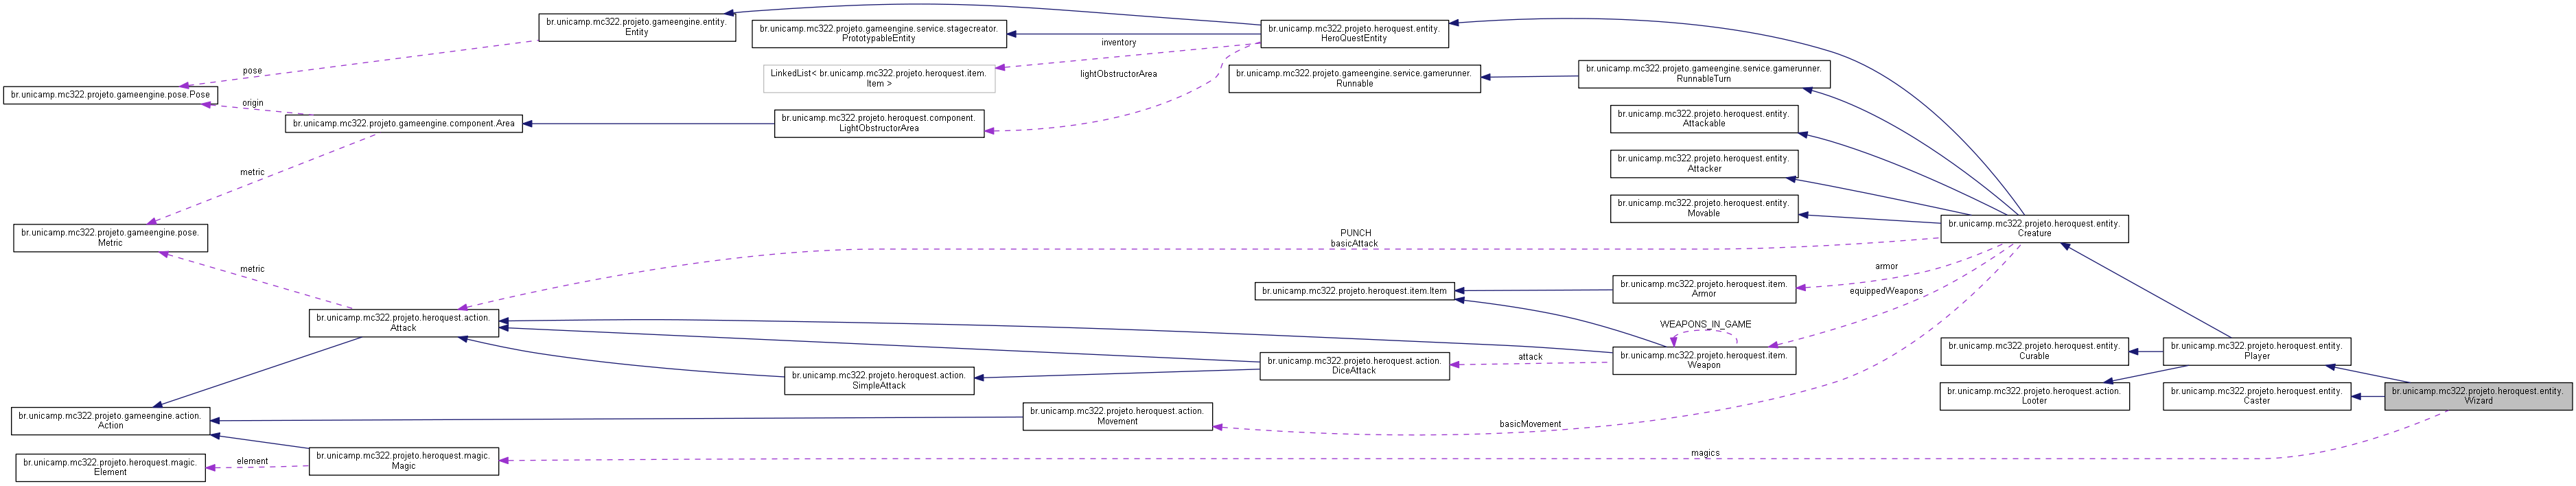 br.unicamp.mc322.projeto.gameengine.entity.
Entity
br.unicamp.mc322.projeto.gameengine.service.stagecreator.
PrototypableEntity
br.unicamp.mc322.projeto.heroquest.entity.
HeroQuestEntity
inventory
pose
LinkedList< br.unicamp.mc322.projeto.heroquest.item.
Item >
lightObstructorArea
br.unicamp.mc322.projeto.gameengine.service.gamerunner.
Runnable
br.unicamp.mc322.projeto.gameengine.service.gamerunner.
RunnableTurn
br.unicamp.mc322.projeto.gameengine.pose.Pose
origin
br.unicamp.mc322.projeto.gameengine.component.Area
br.unicamp.mc322.projeto.heroquest.component.
LightObstructorArea
br.unicamp.mc322.projeto.heroquest.entity.
Attackable
br.unicamp.mc322.projeto.heroquest.entity.
Attacker
metric
br.unicamp.mc322.projeto.heroquest.entity.
Movable
br.unicamp.mc322.projeto.gameengine.pose.
Metric
PUNCH
basicAttack
br.unicamp.mc322.projeto.heroquest.entity.
Creature
metric
armor
br.unicamp.mc322.projeto.heroquest.item.Item
br.unicamp.mc322.projeto.heroquest.item.
Armor
equippedWeapons
br.unicamp.mc322.projeto.heroquest.action.
Attack
WEAPONS_IN_GAME
br.unicamp.mc322.projeto.heroquest.action.
DiceAttack
attack
br.unicamp.mc322.projeto.heroquest.item.
Weapon
br.unicamp.mc322.projeto.heroquest.entity.
Curable
br.unicamp.mc322.projeto.heroquest.entity.
Player
br.unicamp.mc322.projeto.heroquest.action.
SimpleAttack
br.unicamp.mc322.projeto.heroquest.action.
Looter
br.unicamp.mc322.projeto.heroquest.entity.
Caster
br.unicamp.mc322.projeto.heroquest.entity.
Wizard
br.unicamp.mc322.projeto.gameengine.action.
Action
br.unicamp.mc322.projeto.heroquest.action.
Movement
basicMovement
br.unicamp.mc322.projeto.heroquest.magic.
Element
element
br.unicamp.mc322.projeto.heroquest.magic.
Magic
magics